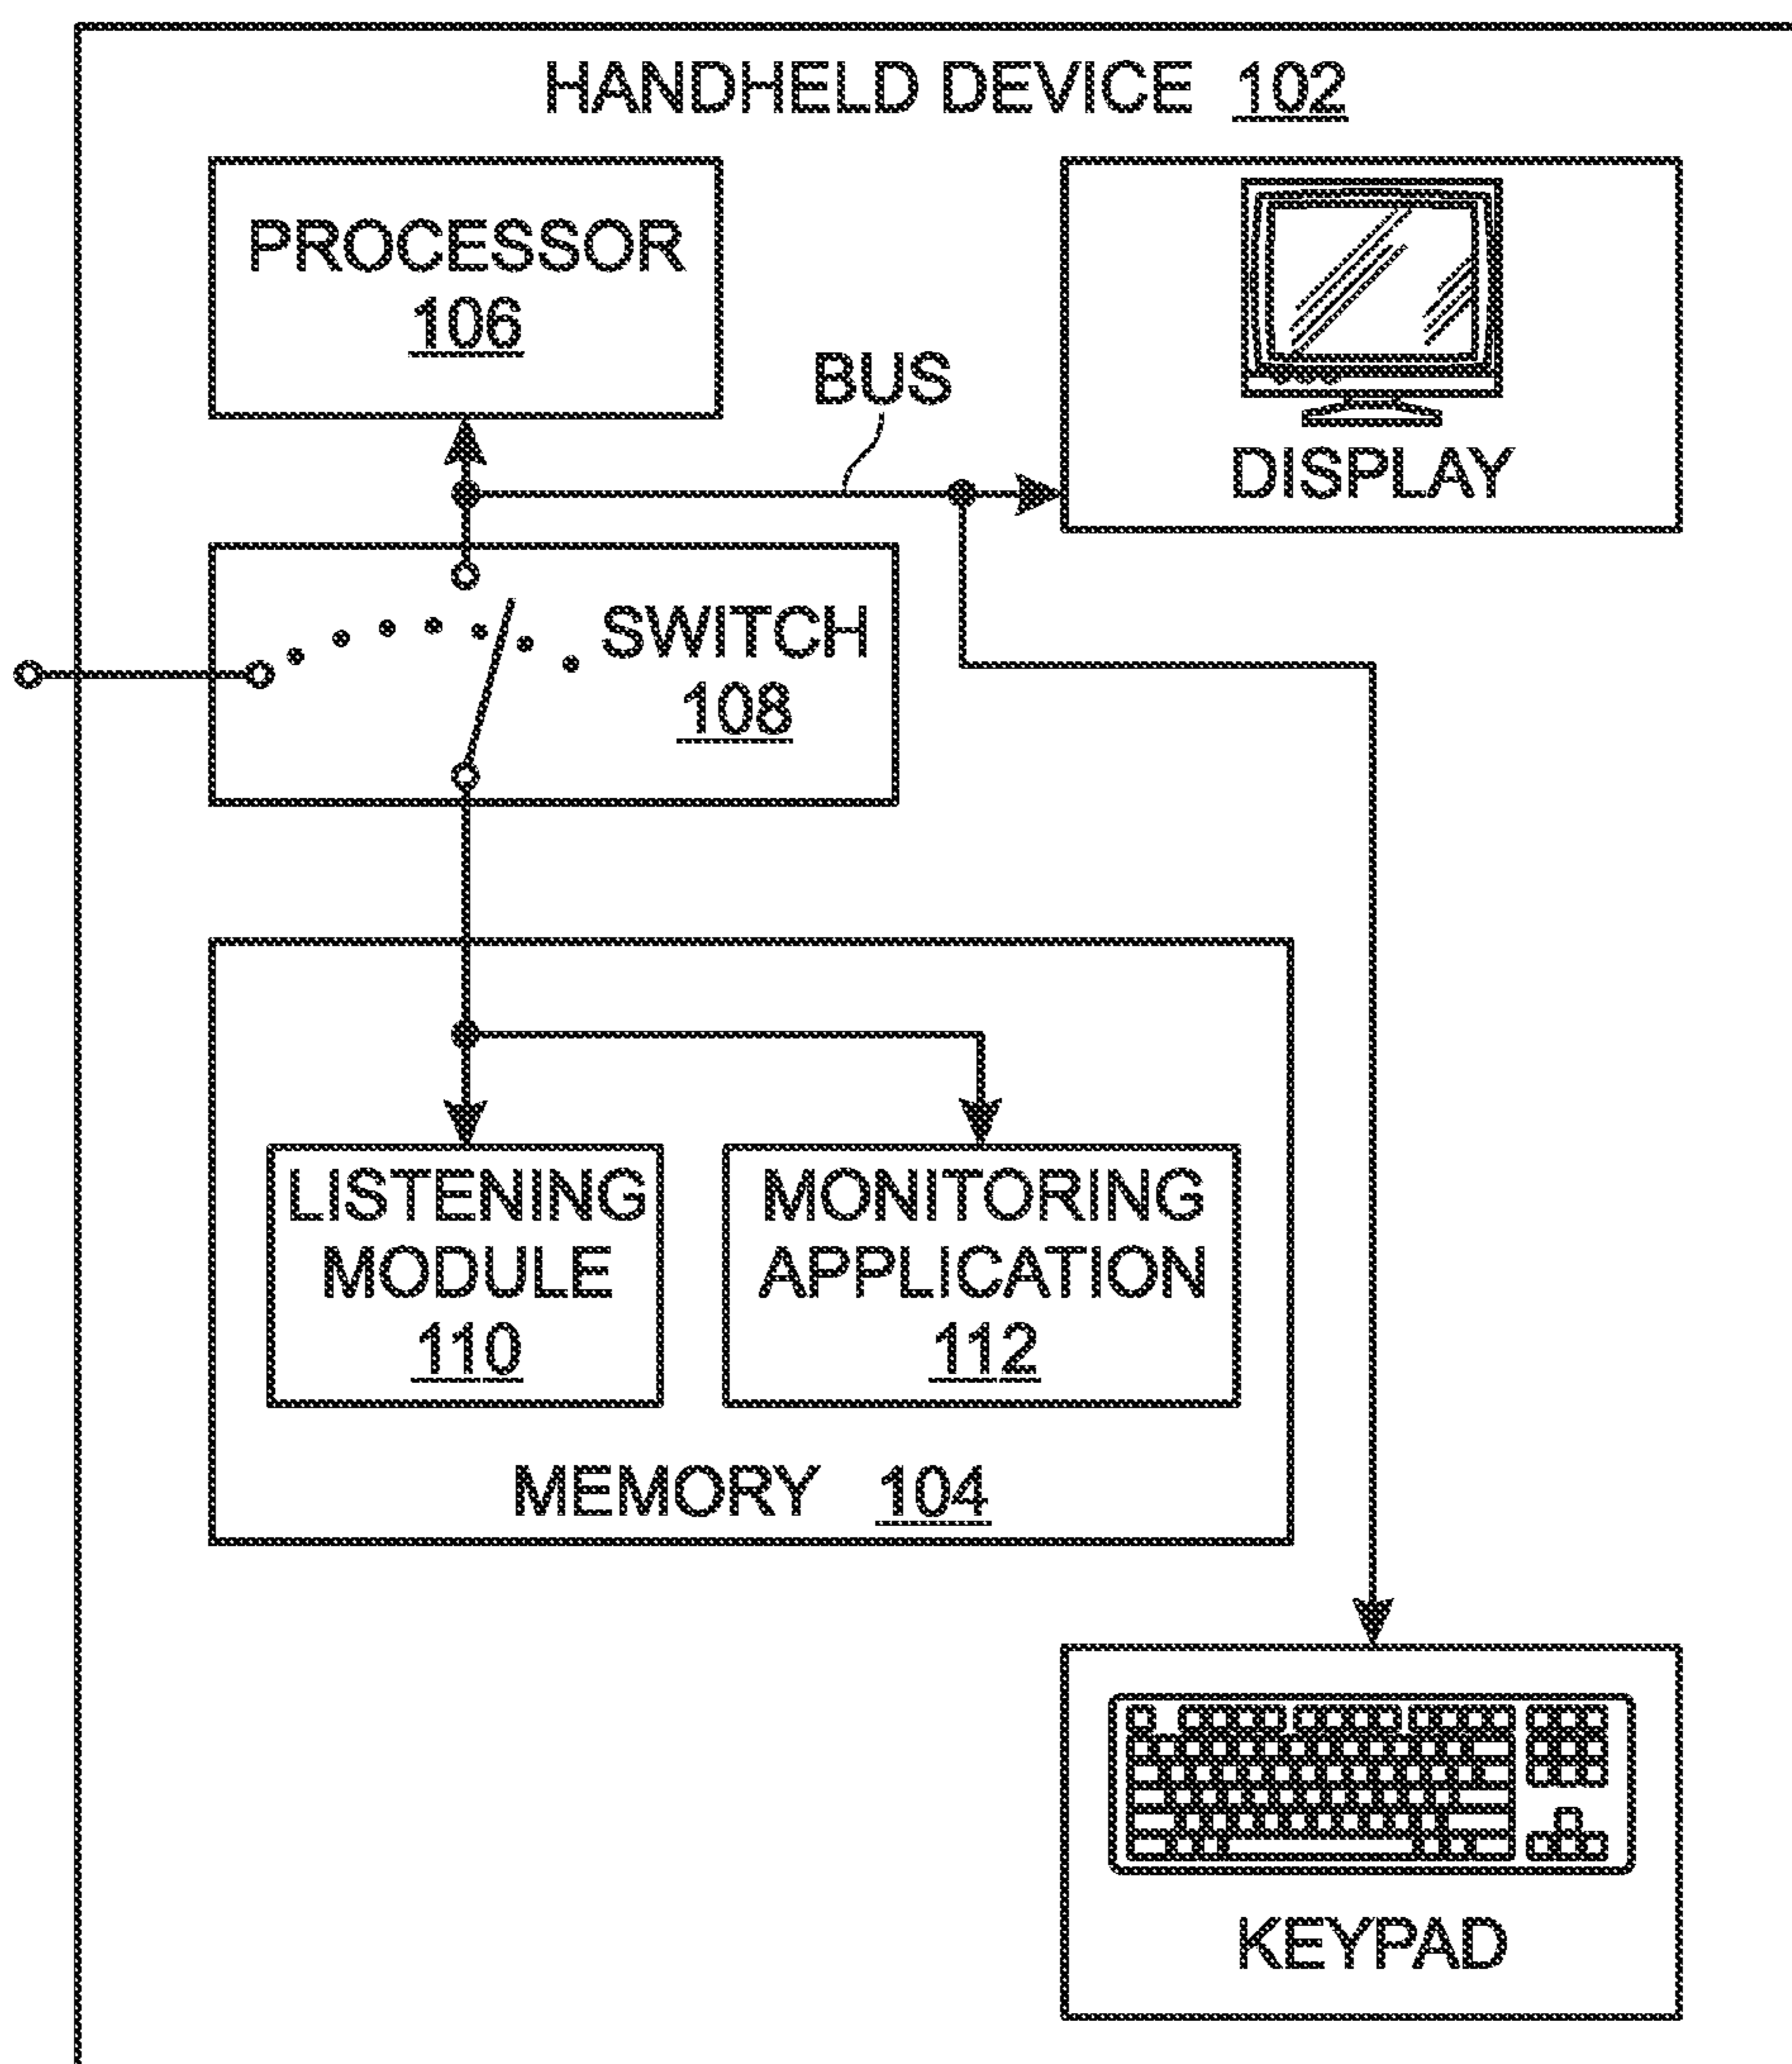 HANDHELD DEVICE 102
PROCESSOR
106
BUS
DISPLAY
SWITCH
108
LISTENING
MODULE
110
MONITORING
APPLICATION
112
MEMORY 104
KEYPAD